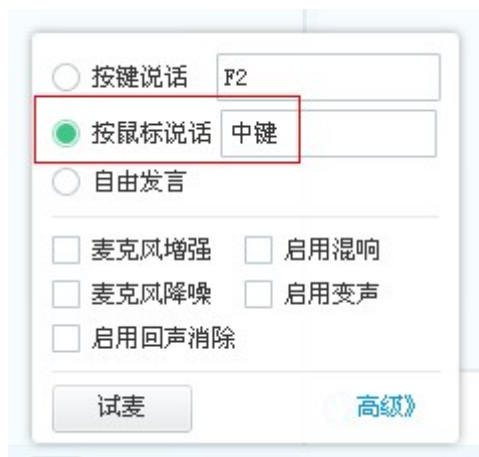 按键说话 F2
按鼠标说话 中键
自由发言
麦克风增强 启用混响
麦克风降噪 启用变声
启用回声消除
试麦 高级》